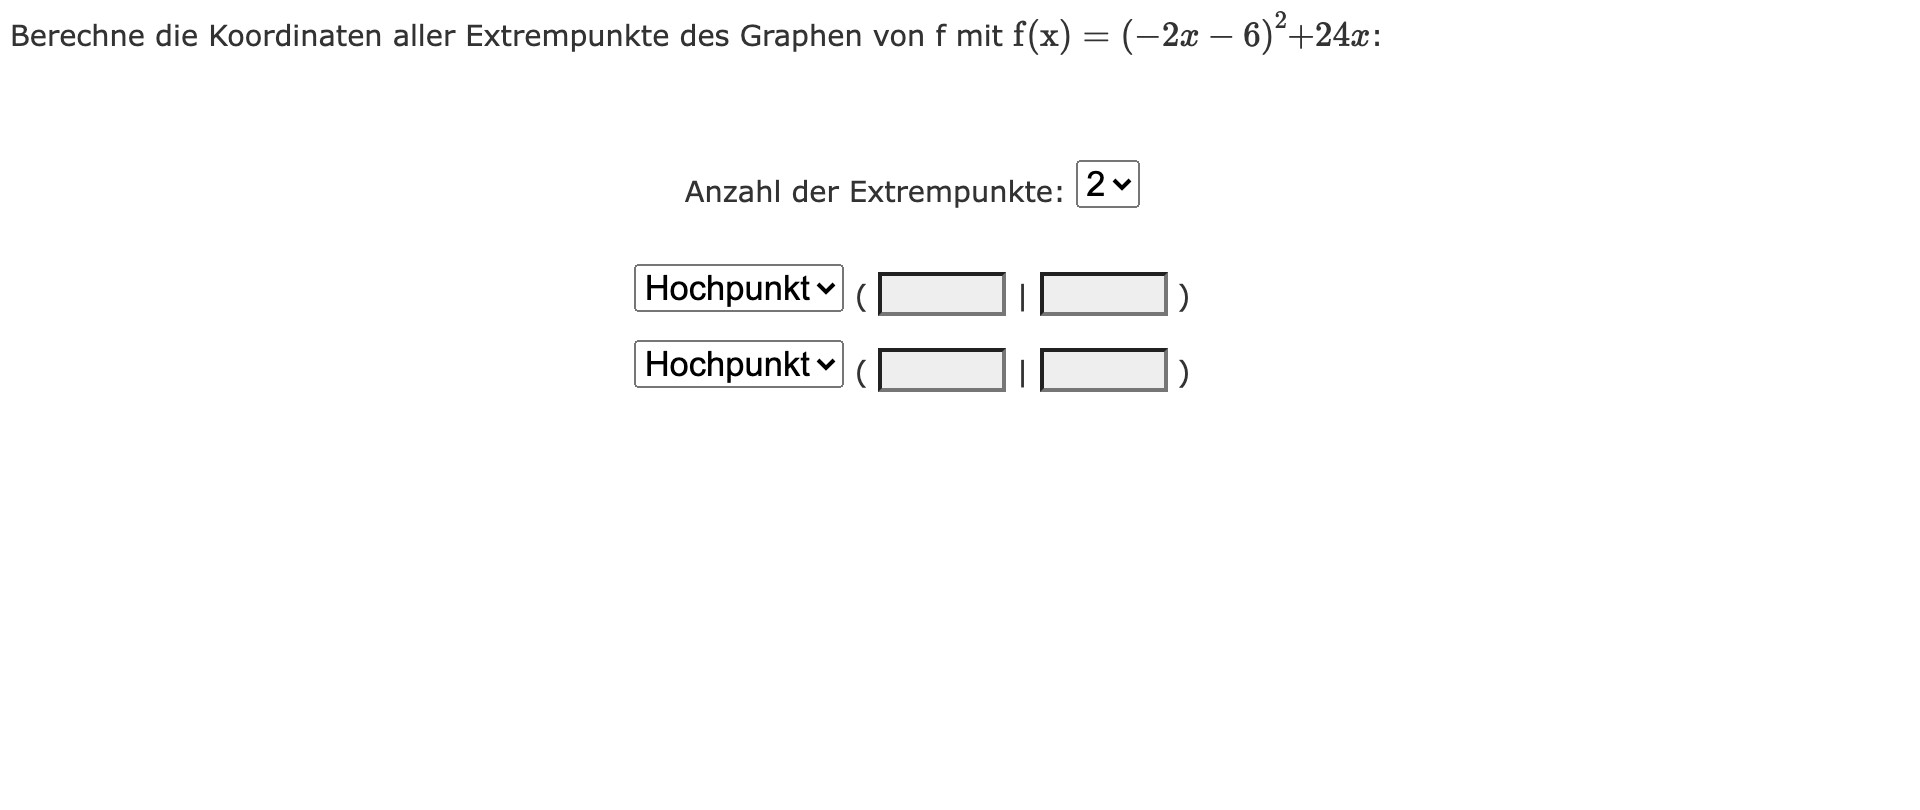 Berechne die Koordinaten aller Extrempunkte des Graphen von f mit f(x) = (−2x − 6)²+24x:
Anzahl der Extrempunkte: 2
Hochpunkt ( | )
Hochpunkt ( | )